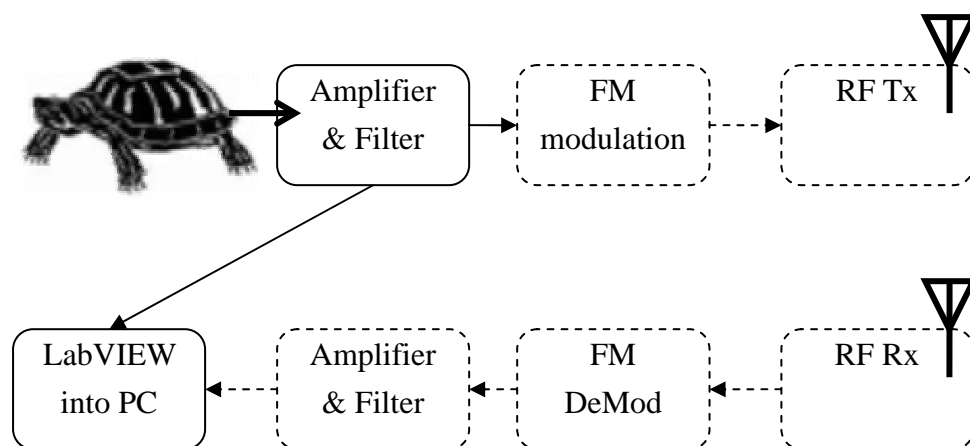 Amplifier
& Filter
FM
modulation
RF Tx
LabVIEW
into PC
Amplifier
& Filter
FM
DeMod
RF Rx